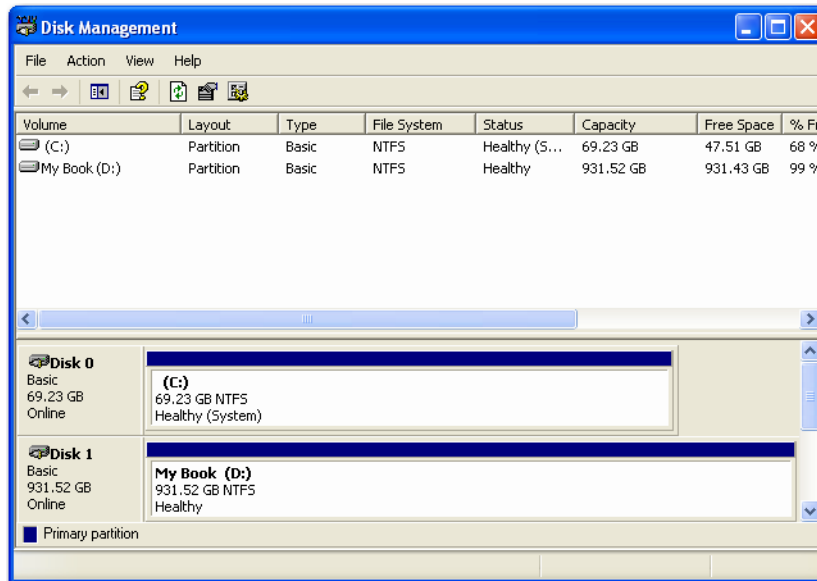 Disk Management
File Action View Help
Volume Layout Type File System Status Capacity Free Space
(C:) Partition Basic NTFS Healthy (S... 69.23 GB 47.51 GB 68 %
My Book (D:) Partition Basic NTFS Healthy 931.52 GB 931.43 GB 99 %
Disk 0
Basic
69.23 GB
Online
(C:)
69.23 GB NTFS
Healthy (System)
Disk 1
Basic
931.52 GB
Online
My Book (D:)
931.52 GB NTFS
Healthy
Primary partition